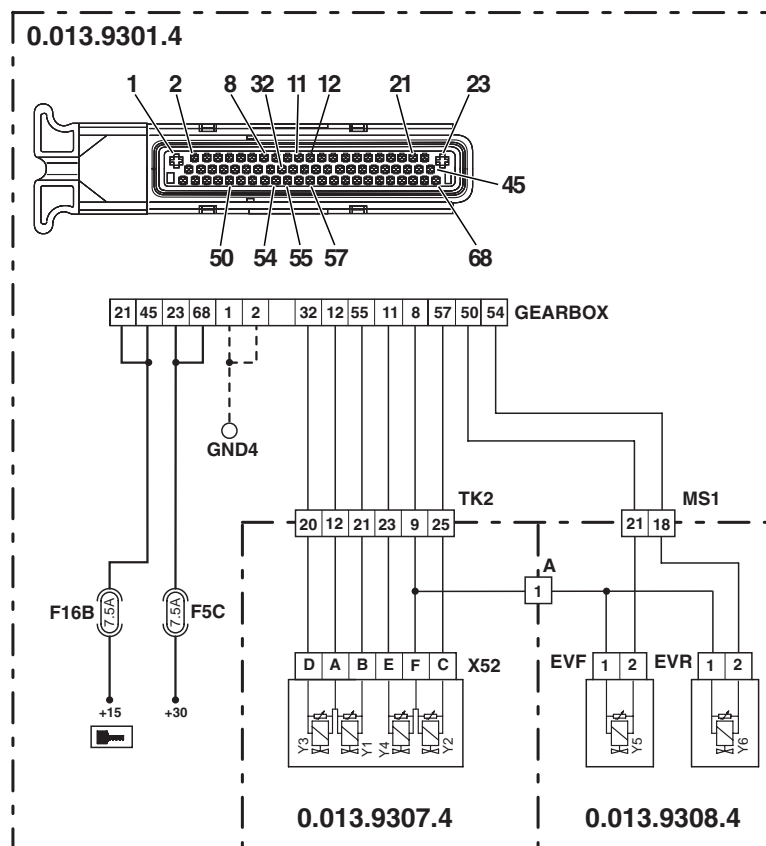 0.013.9301.4
1 2 8 32 11 12 21 23
45
50 54 55 57 68
21 45 23 68 1 2 32 12 55 11 8 57 50 54 GEARBOX
GND4
TK2 MS1
20 12 21 23 9 25 21 18
A
1
F16B 7.5A 7.5A F5C
D A B E F C X52 EVF 1 2 EVR 1 2
+15 +30
Y3 Y1 Y4 Y2 Y5 Y6
0.013.9307.4 0.013.9308.4